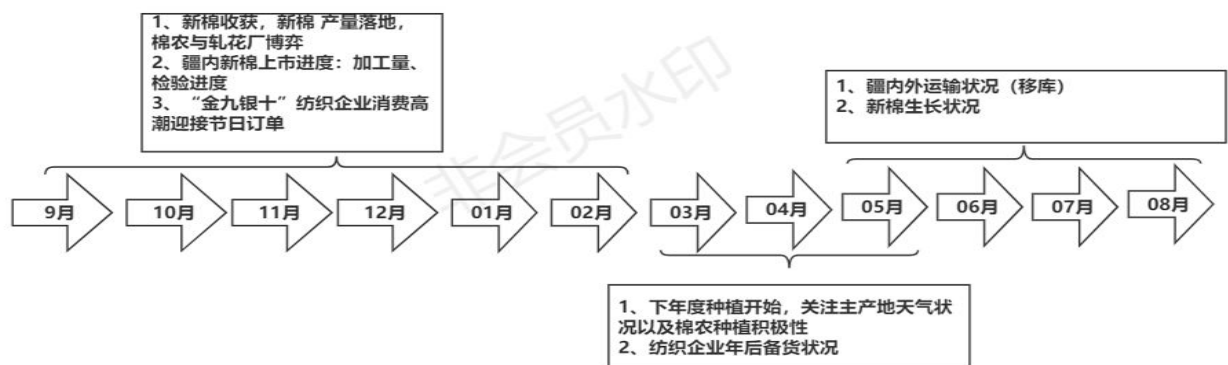 1、新棉收获，新棉 产量落地，
棉农与轧花厂博弈
2、疆内新棉上市进度：加工量、
检验进度
3、“金九银十”纺织企业消费高
潮迎接节日订单
1、疆内外运输状况（移库）
2、新棉生长状况
非会员水印
9月
10月
11月
12月
01月
02月
03月
04月
05月
06月
07月
08月
1、下年度种植开始，关注主产地天气状
况以及棉农种植积极性
2、纺织企业年后备货状况